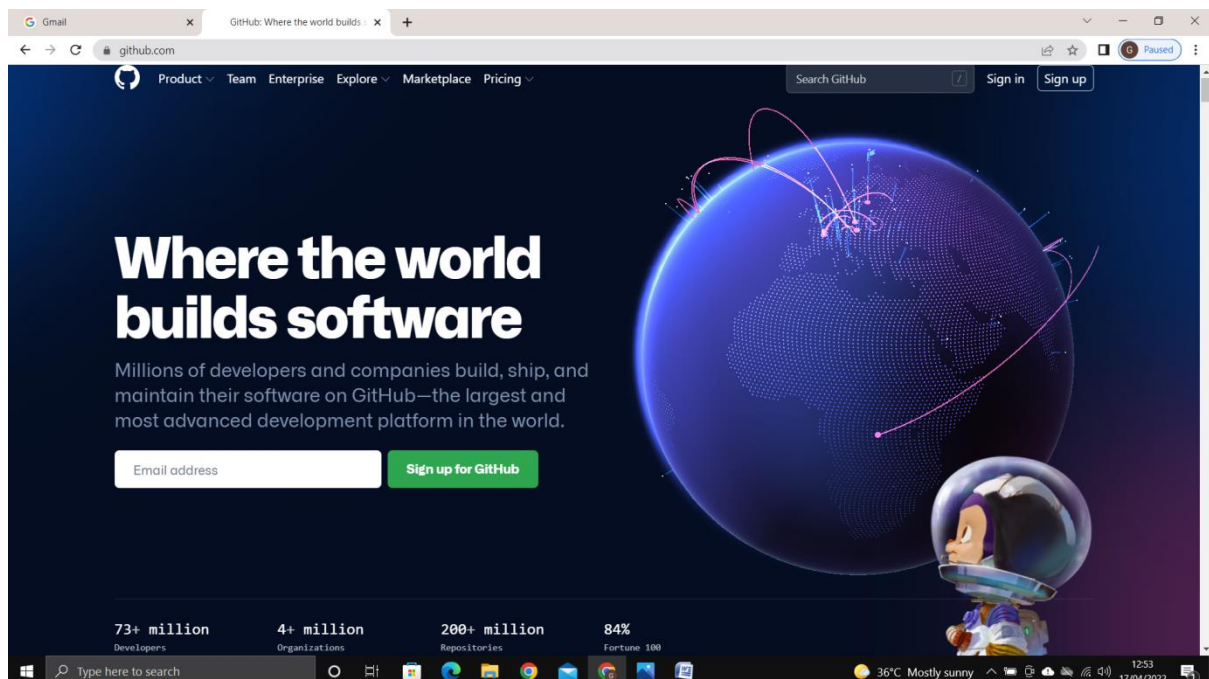 Gmail
GitHub: Where the world builds s
github.com
G Paused
Product Team Enterprise Explore Marketplace Pricing
Search GitHub /
Sign in Sign up
Where the world
builds software
Millions of developers and companies build, ship, and
maintain their software on GitHub—the largest and
most advanced development platform in the world.
Email address Sign up for GitHub
73+ million 4+ million 200+ million 84%
Developers Organizations Repositories Fortune 100
Type here to search
36°C Mostly sunny
12:53
17/04/2022